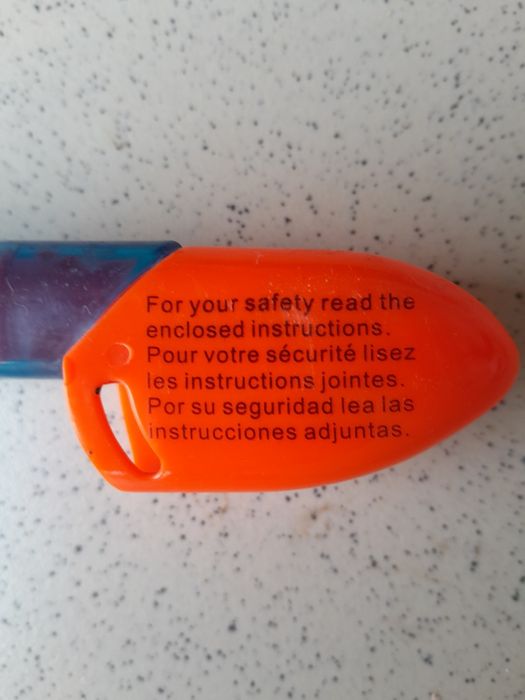 For your safety read the
enclosed instructions.
Pour votre sécurité lisez
les instructions jointes.
Por su seguridad lea las
instrucciones adjuntas.